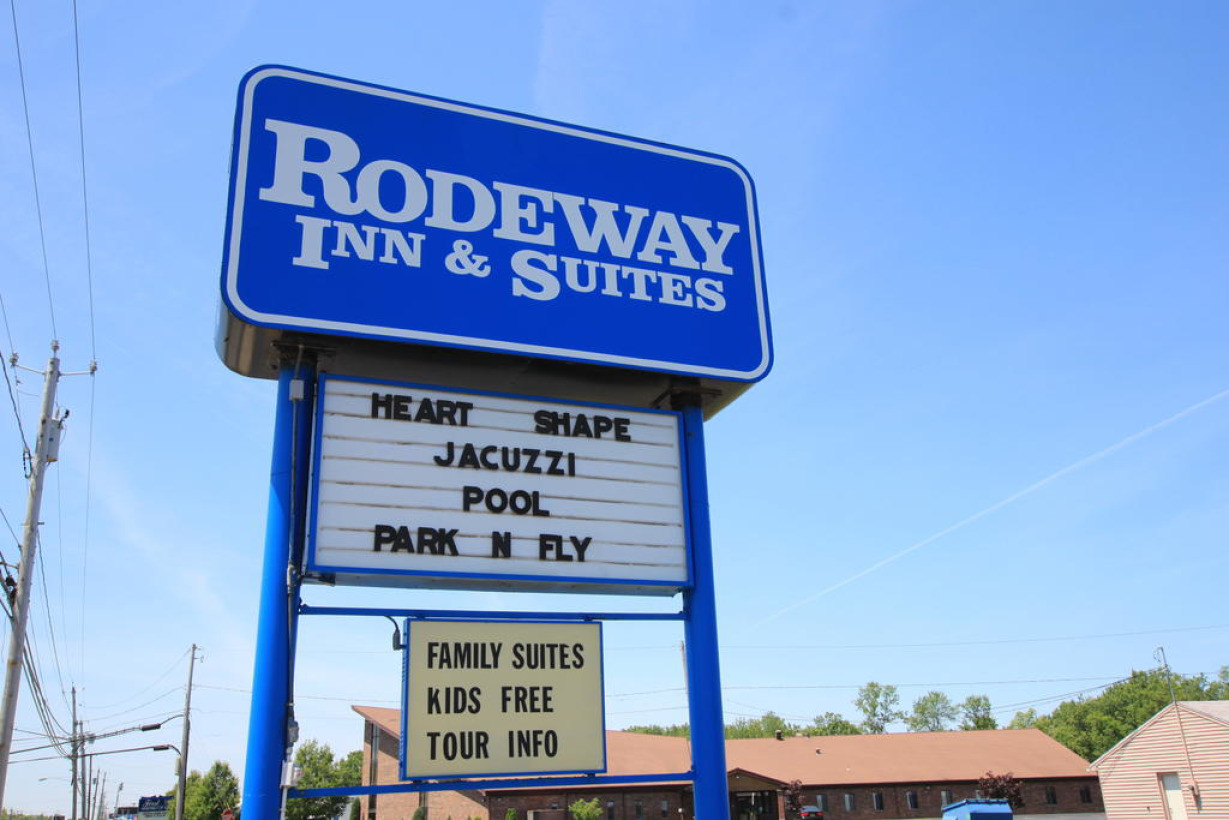 RODEWAY
INN & SUITES
HEART SHAPE
JACUZZI
POOL
PARK N FLY
FAMILY SUITES
KIDS FREE
TOUR INFO